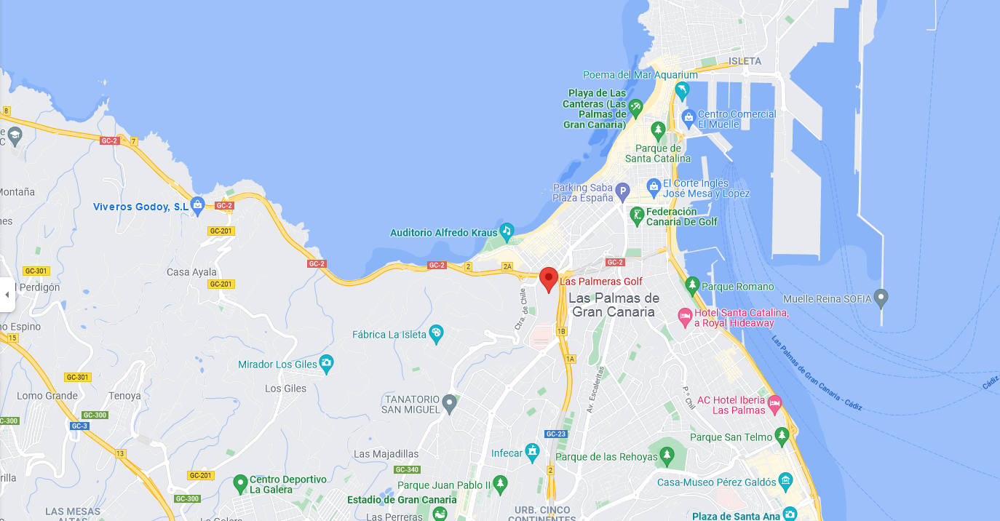 ISLETA
Poema del Mar Aquarium
Playa de Las
Canteras (Las
Palmas de
Gran Canaria)
8
Centro Comercial
El Muelle
GC-2
7
Parque de
Santa Catalina
El Corte Inglés
José Mesa y López
Parking Saba
Plaza España
P
Montaña
Viveros Godoy, S.L
GC-2
Federación
Canaria De Golf
GC-201
Auditorio Alfredo Kraus
GC-2
GC-2
2
2A
GC-2
GC-301
Casa Ayala
Perdigón
GC-201
Las Palmeras Golf
Las Palmas de
Gran Canaria
Parque Romano
Muelle Reina SOFIA
Ctra. de Chile
Hotel Santa Catalina,
a Royal Hideaway
Espino
15
1B
Fábrica La Isleta
Las Palmas de Gran Canaria - Cádiz
Cádiz
1A
Mirador Los Giles
GC-301
Los Giles
Av. Escaleritas
P.º Chil
Lomo Grande
Tenoya
TANATORIO
SAN MIGUEL
AC Hotel Iberia
Las Palmas
GC-300
GC-300
GC-3
GC-23
Parque San Telmo
13
Las Majadillas
Infecar
Parque de las Rehoyas
GC-340
2
GC-201
Centro Deportivo
La Galera
Parque Juan Pablo II
Casa-Museo Pérez Galdós
GC-300
Estadio de Gran Canaria
LAS MESAS
ALTAS
La Galera
Las Perreras
URB. CINCO
CONTINENTES
Plaza de Santa Ana